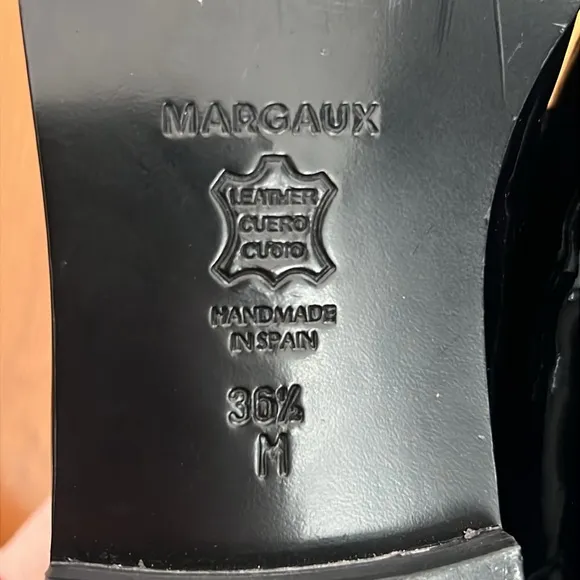 MARGAUX
LEATHER
CUERO
CUOIO
HANDMADE
IN SPAIN
36½
M